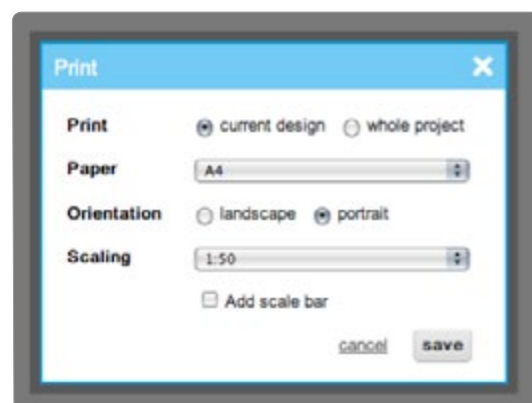 Print
Print current design whole project
Paper A4
Orientation landscape portrait
Scaling 1:50
Add scale bar
cancel save